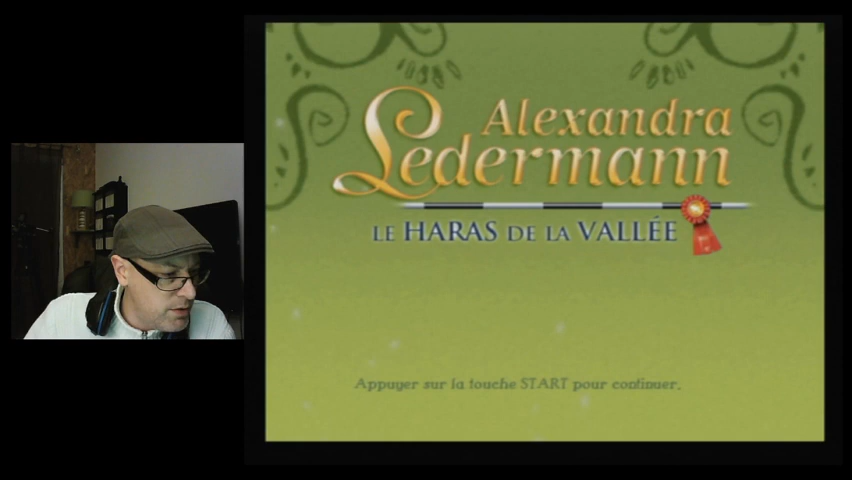 Alexandra
Ledermann
LE HARAS DE LA VALLÉE
Appuyer sur la touche START pour continuer.